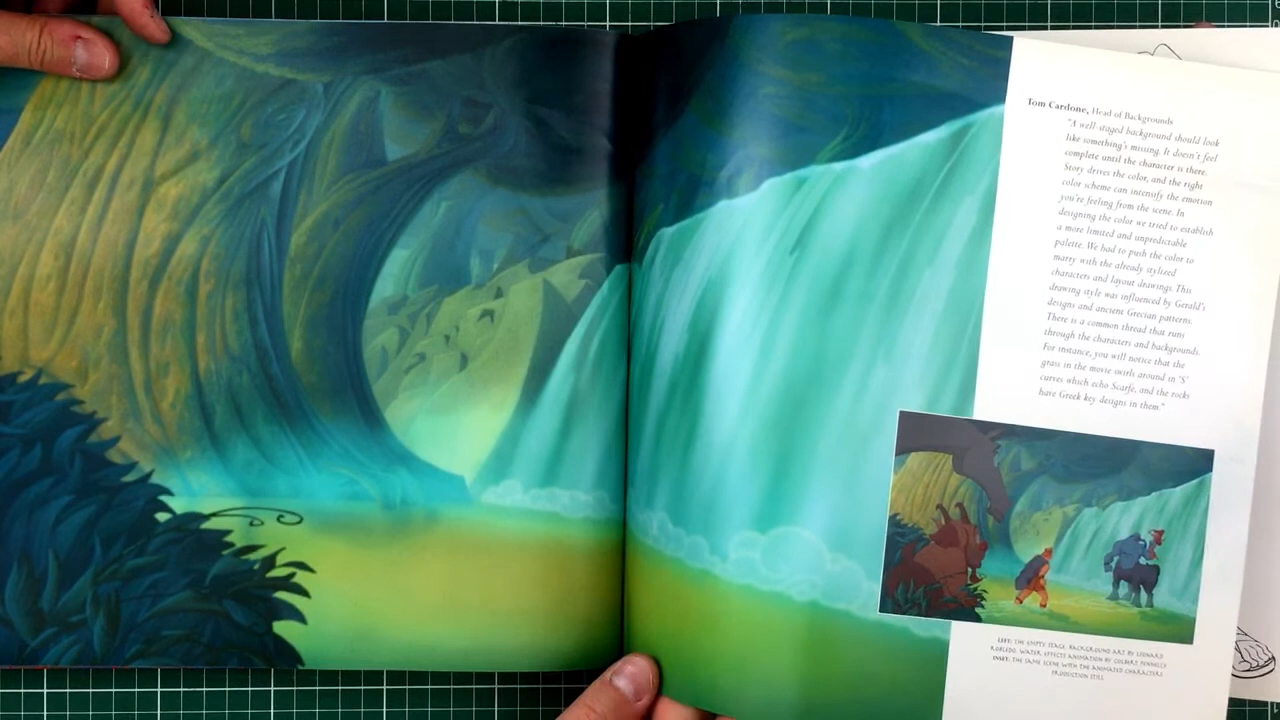 Tom Cardone, Head of Backgrounds
"A well-staged background should look
like something's missing. It doesn't feel
complete until the character is there.
Story drives the color, and the right
color scheme can intensify the emotion
you're feeling from the scene. In
designing the color we tried to establish
a more limited and unpredictable
palette. We had to push the color to
marry with the already stylized
characters and layout drawings. This
drawing style was influenced by Gerald's
designs and ancient Grecian patterns.
There is a common thread that runs
through the characters and backgrounds.
For instance, you will notice that the
grass in the movie swirls around in 'S'
curves which echo Scarfe, and the rocks
have Greek key designs in them."
LEFT: THE EMPTY STAGE. BACKGROUND ART BY LEONARD
ROBLEDO, WATER EFFECTS ANIMATION BY COLBERT FENNELLY
INSET: THE SAME SCENE WITH THE ANIMATED CHARACTERS.
PRODUCTION STILL